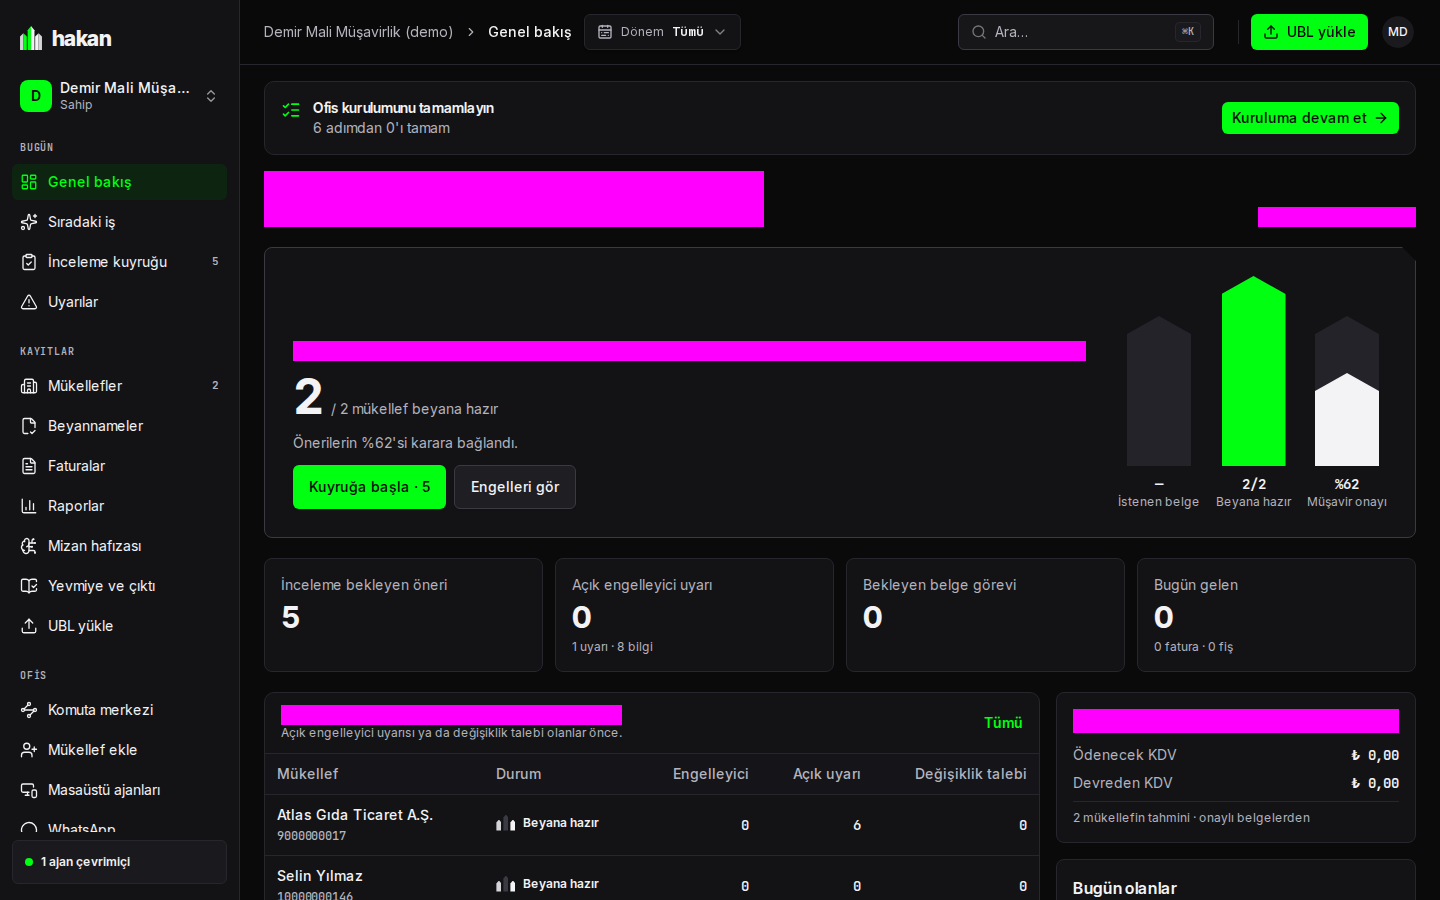 hakan
Demir Mali Müşa...
Sahip
BUGÜN
Genel bakış
Sıradaki iş
İnceleme kuyruğu 5
Uyarılar
KAYITLAR
Mükellefler 2
Beyannameler
Faturalar
Raporlar
Mizan hafızası
Yevmiye ve çıktı
UBL yükle
OFİS
Komuta merkezi
Mükellef ekle
Masaüstü ajanları
WhatsApp
1 ajan çevrimiçi
Demir Mali Müşavirlik (demo) > Genel bakış Dönem Tümü
Ara... ⌘K UBL yükle MD
Ofis kurulumunu tamamlayın
6 adımdan 0'ı tamam
Kuruluma devam et →
2 / 2 mükellef beyana hazır
Önerilerin %62'si karara bağlandı.
Kuyruğa başla · 5 Engelleri gör
– 2/2 %62
İstenen belge Beyana hazır Müşavir onayı
İnceleme bekleyen öneri
5
Açık engelleyici uyarı
0
1 uyarı · 8 bilgi
Bekleyen belge görevi
0
Bugün gelen
0
0 fatura · 0 fiş
Açık engelleyici uyarısı ya da değişiklik talebi olanlar önce.
Tümü
Mükellef Durum Engelleyici Açık uyarı Değişiklik talebi
Atlas Gıda Ticaret A.Ş. Beyana hazır 0 6 0
9000000017
Selin Yılmaz Beyana hazır 0 0 0
10000000146
Ödenecek KDV ₺ 0,00
Devreden KDV ₺ 0,00
2 mükellefin tahmini · onaylı belgelerden
Bugün olanlar